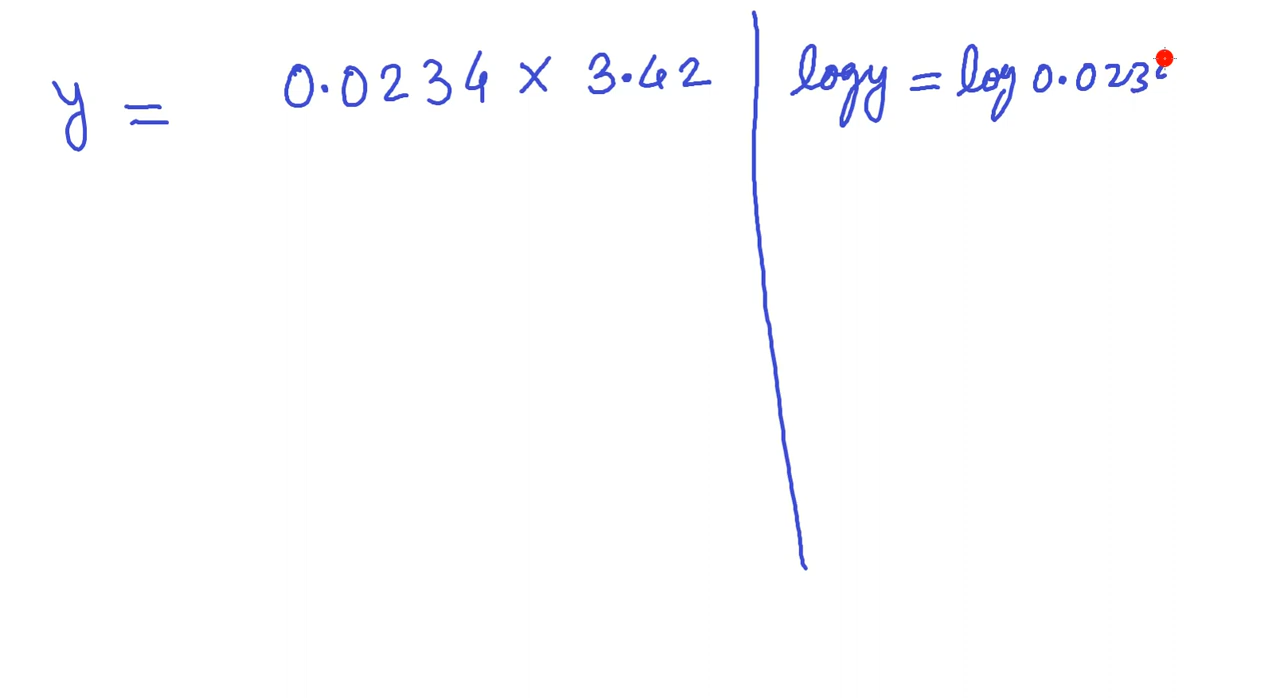 y = 0.0234 × 3.42
log y = log 0.023